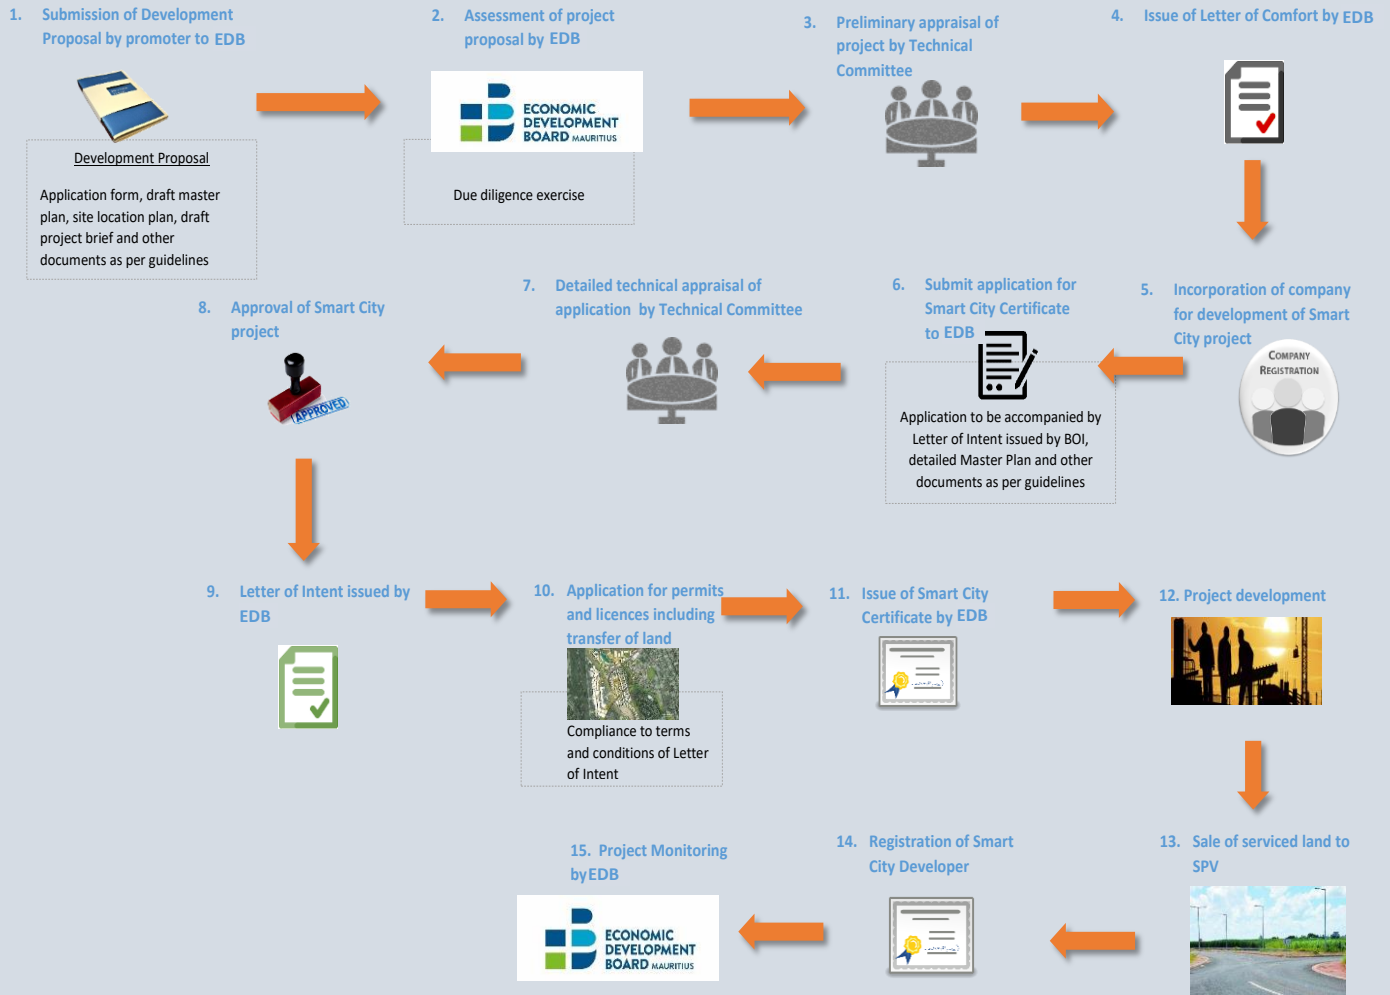 1. Submission of Development
Proposal by promoter to EDB
2. Assessment of project
proposal by EDB
3. Preliminary appraisal of
project by Technical
Committee
4. Issue of Letter of Comfort by EDB
ECONOMIC
DEVELOPMENT
BOARD MAURITIUS
Development Proposal
Application form, draft master
plan, site location plan, draft
project brief and other
documents as per guidelines
Due diligence exercise
5. Incorporation of company
for development of Smart
City project
COMPANY
REGISTRATION
6. Submit application for
Smart City Certificate
to EDB
Application to be accompanied by
Letter of Intent issued by BOI,
detailed Master Plan and other
documents as per guidelines
7. Detailed technical appraisal of
application by Technical Committee
8. Approval of Smart City
project
APPROVED
9. Letter of Intent issued by
EDB
10. Application for permits
and licences including
transfer of land
Compliance to terms
and conditions of Letter
of Intent
11. Issue of Smart City
Certificate by EDB
12. Project development
13. Sale of serviced land to
SPV
14. Registration of Smart
City Developer
15. Project Monitoring
by EDB
ECONOMIC
DEVELOPMENT
BOARD MAURITIUS